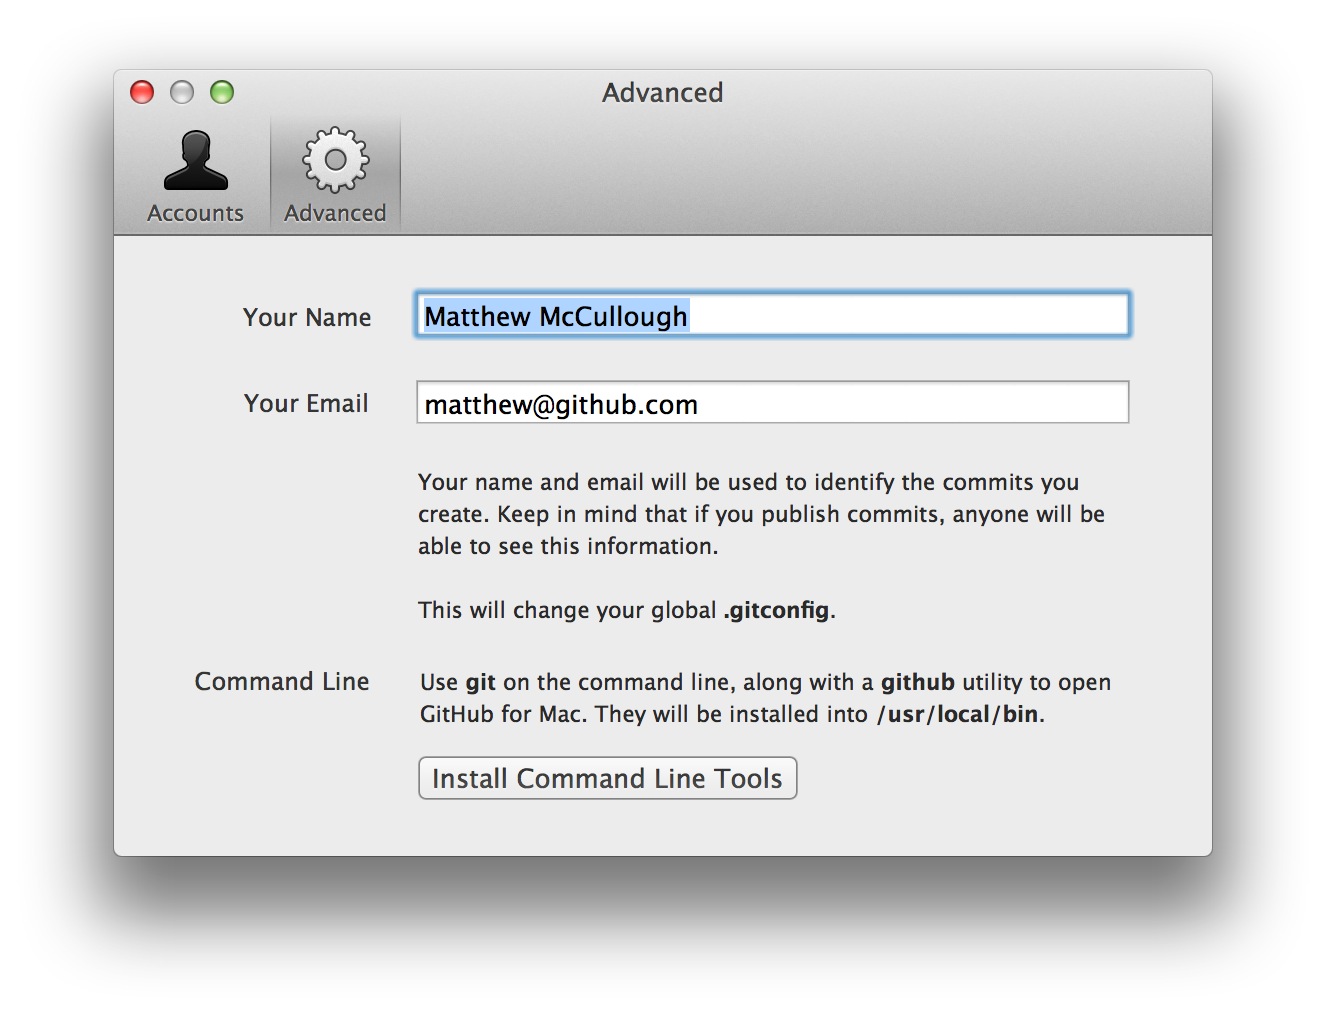 Advanced
Accounts
Advanced
Your Name
Matthew McCullough
Your Email
matthew@github.com
Your name and email will be used to identify the commits you
create. Keep in mind that if you publish commits, anyone will be
able to see this information.
This will change your global .gitconfig.
Command Line
Use git on the command line, along with a github utility to open
GitHub for Mac. They will be installed into /usr/local/bin.
Install Command Line Tools